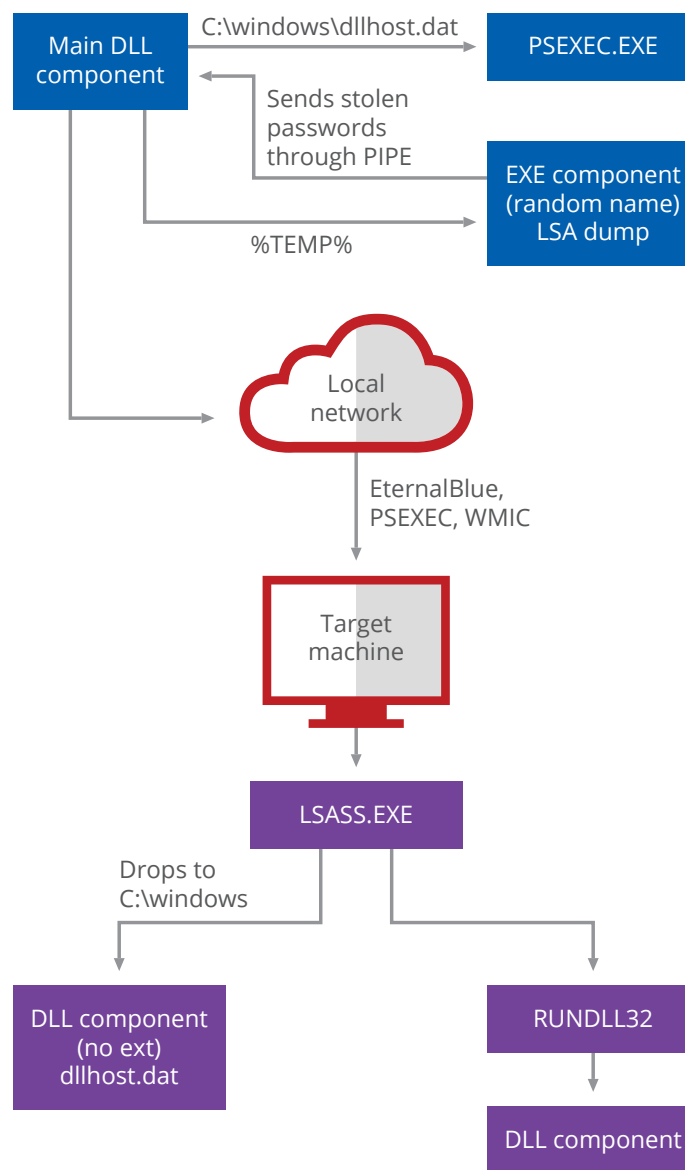 C:\windows\dllhost.dat
Main DLL
component
PSEXEC.EXE
Sends stolen
passwords
through PIPE
EXE component
(random name)
LSA dump
%TEMP%
Local
network
EternalBlue,
PSEXEC, WMIC
Target
machine
LSASS.EXE
Drops to
C:\windows
DLL component
(no ext)
dllhost.dat
RUNDLL32
DLL component